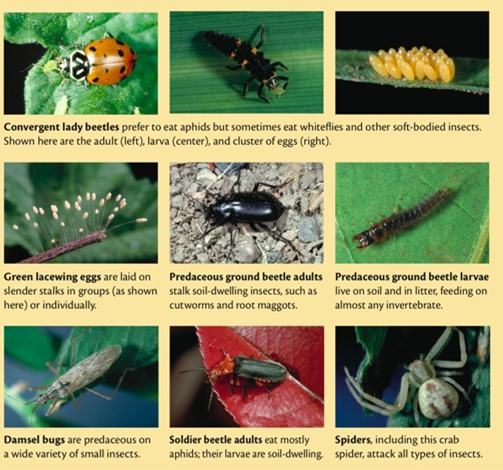 Convergent lady beetles prefer to eat aphids but sometimes eat whiteflies and other soft-bodied insects.
Shown here are the adult (left), larva (center), and cluster of eggs (right).
Green lacewing eggs are laid on
slender stalks in groups (as shown
here) or individually.
Predaceous ground beetle adults
stalk soil-dwelling insects, such as
cutworms and root maggots.
Predaceous ground beetle larvae
live on soil and in litter, feeding on
almost any invertebrate.
Damsel bugs are predaceous on
a wide variety of small insects.
Soldier beetle adults eat mostly
aphids; their larvae are soil-dwelling.
Spiders, including this crab
spider, attack all types of insects.